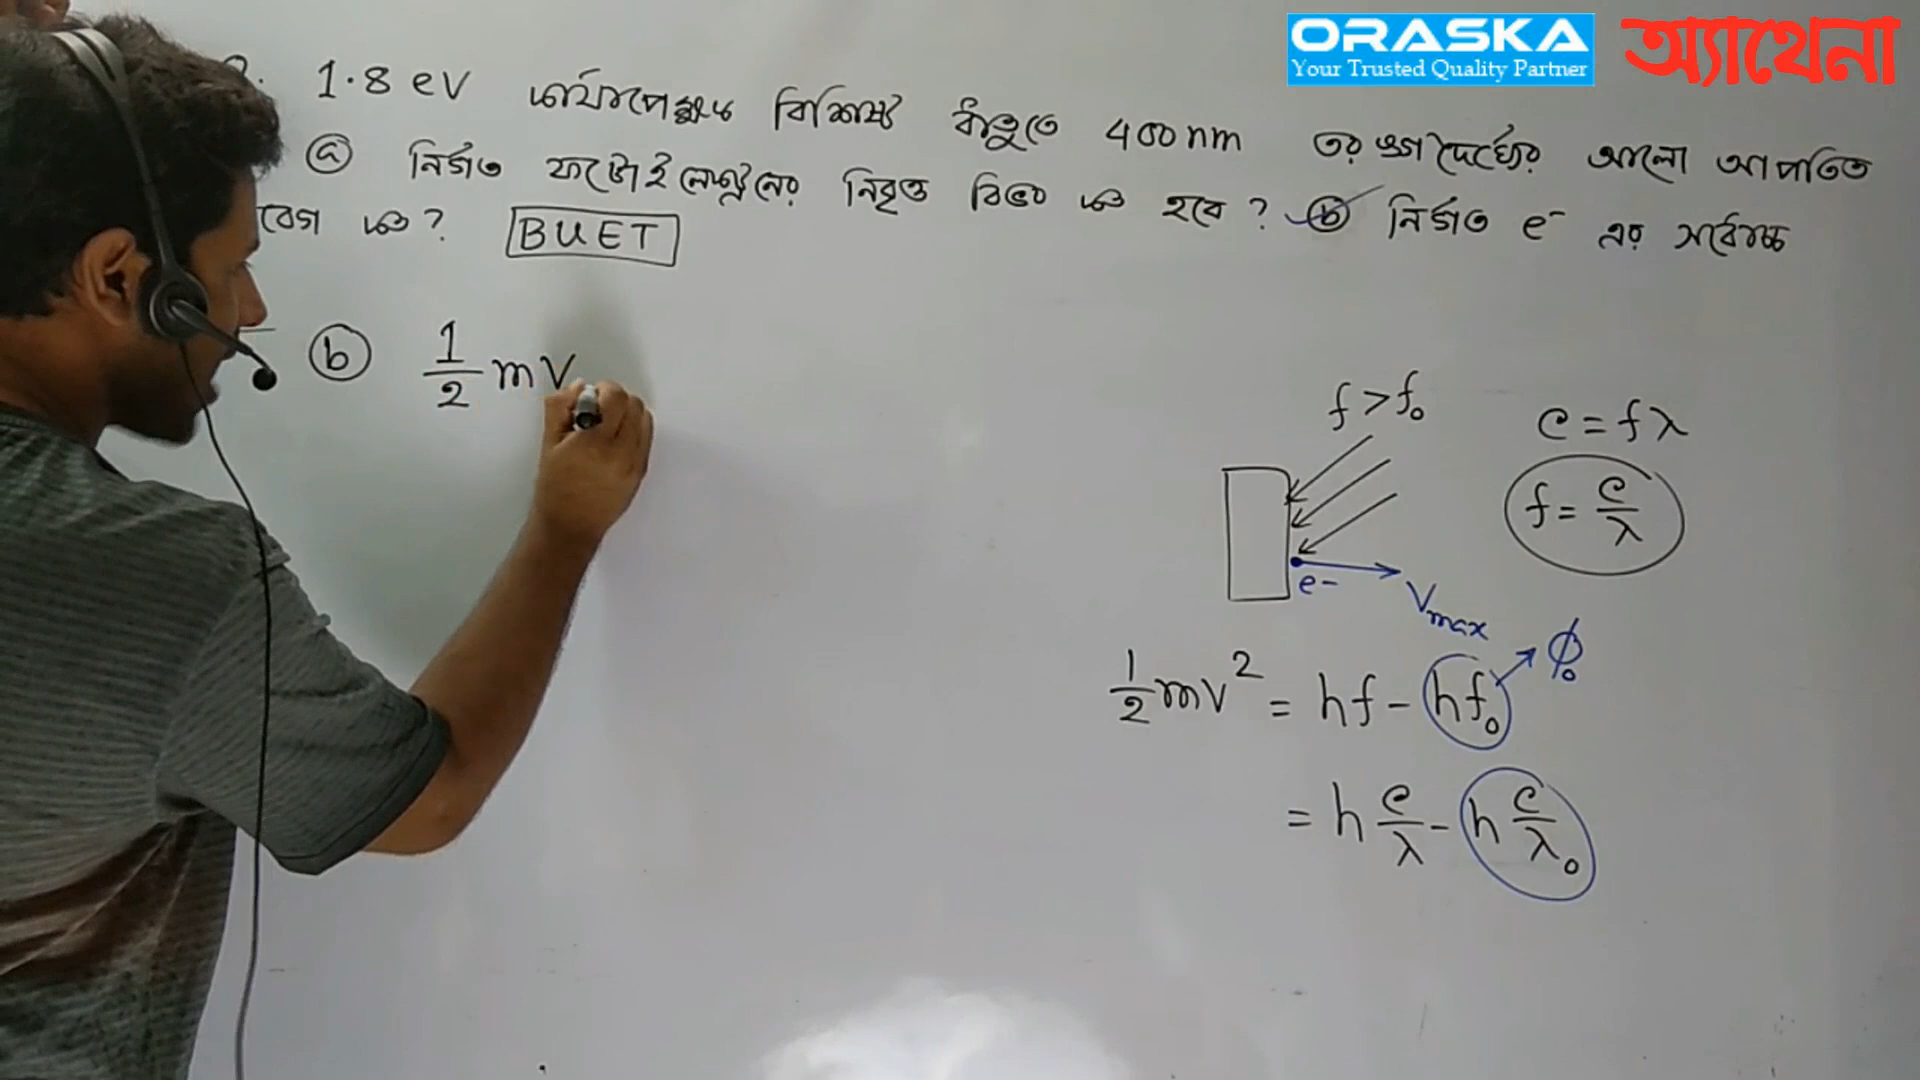 ORASKA
Your Trusted Quality Partner
অ্যাথেনা
1.8 eV কার্যাপেক্ষক বিশিষ্ট ধাতুতে 400 nm তরঙ্গদৈর্ঘ্যের আলো আপতিত
ⓐ নির্গত ফটোইলেকট্রনের নিবৃত্ত বিভব কত হবে? ⓑ নির্গত e⁻ এর সর্বোচ্চ
বেগ কত? BUET
ⓑ 1/2 mv
f > f₀
c = fλ
f = c/λ
e-
Vmax
1/2 mv² = hf - hf₀
ϕ₀
= h c/λ - h c/λ₀